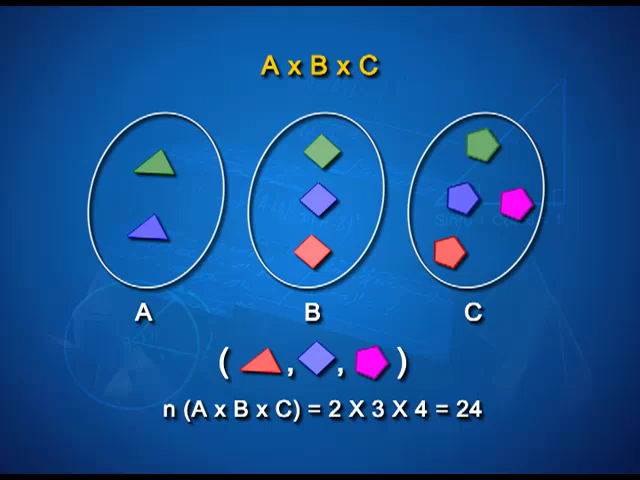 A x B x C
A B C
( , , )
n (A x B x C) = 2 X 3 X 4 = 24